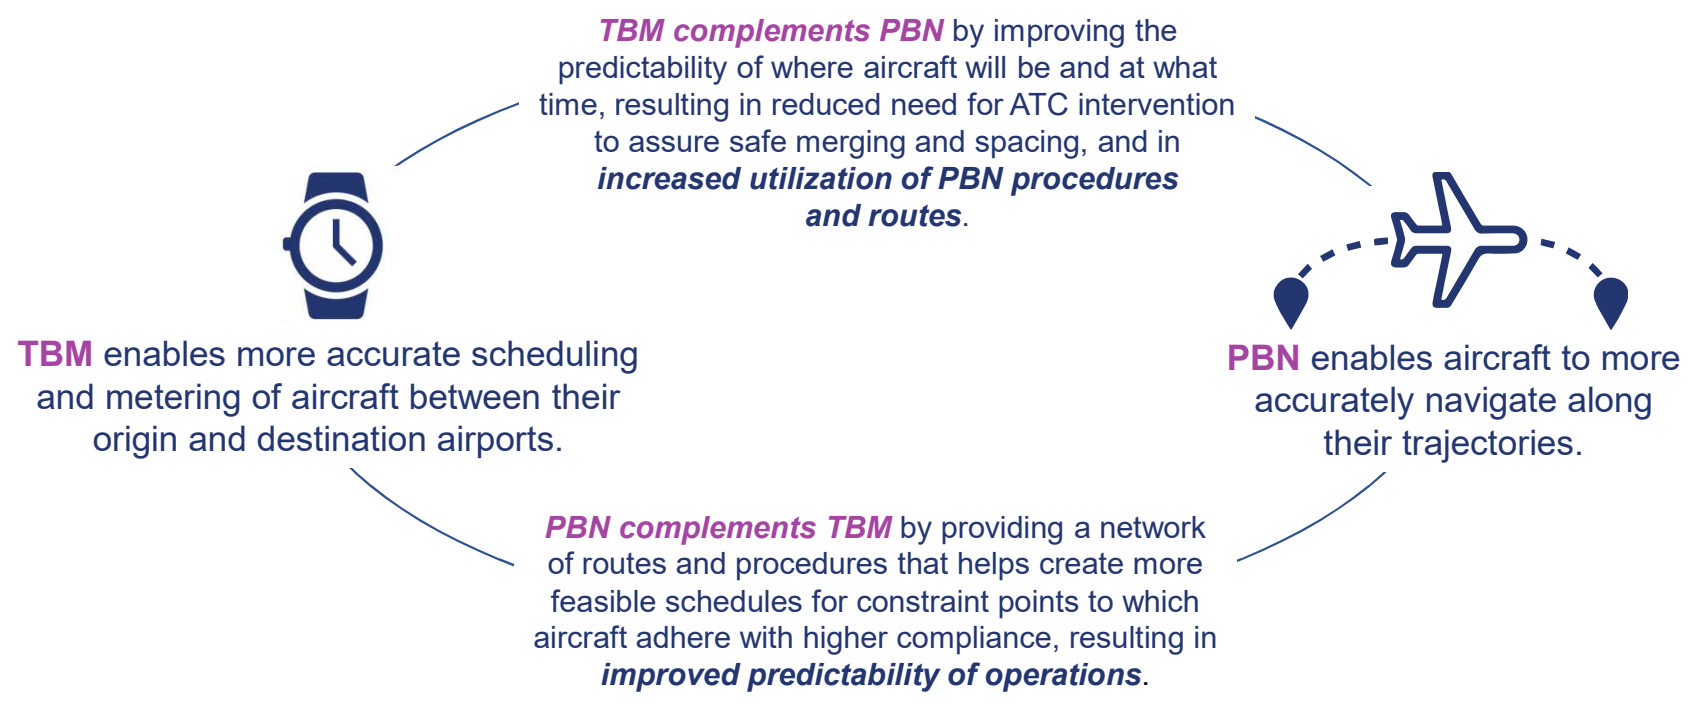 TBM complements PBN by improving the
predictability of where aircraft will be and at what
time, resulting in reduced need for ATC intervention
to assure safe merging and spacing, and in
increased utilization of PBN procedures
and routes.
TBM enables more accurate scheduling
and metering of aircraft between their
origin and destination airports.
PBN enables aircraft to more
accurately navigate along
their trajectories.
PBN complements TBM by providing a network
of routes and procedures that helps create more
feasible schedules for constraint points to which
aircraft adhere with higher compliance, resulting in
improved predictability of operations.